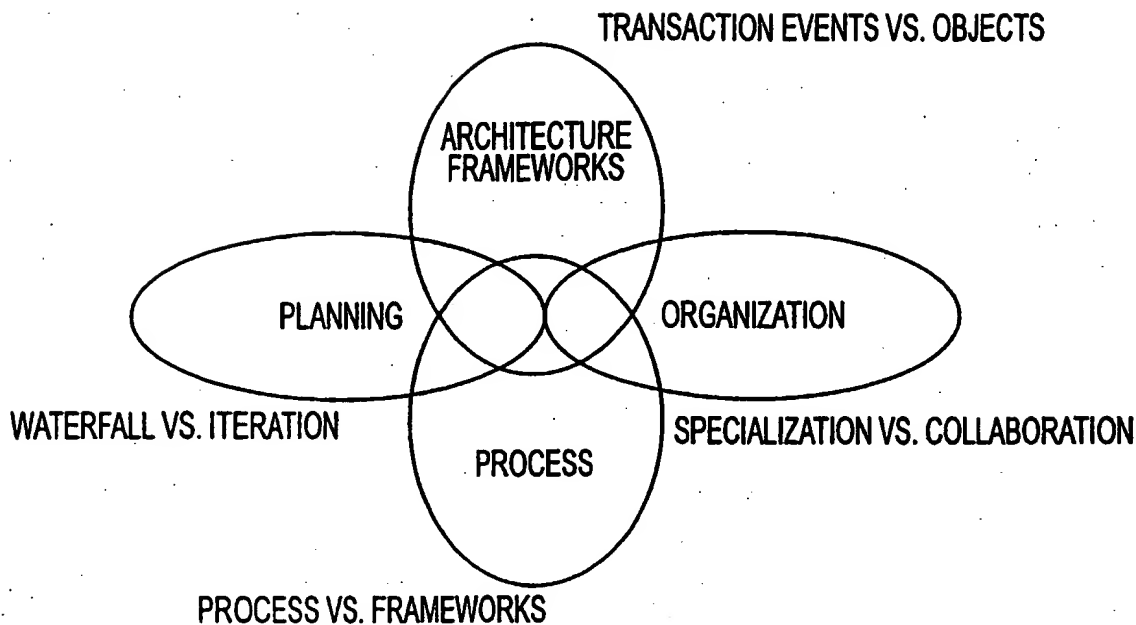 TRANSACTION EVENTS VS. OBJECTS
ARCHITECTURE
FRAMEWORKS
PLANNING
ORGANIZATION
WATERFALL VS. ITERATION
SPECIALIZATION VS. COLLABORATION
PROCESS
PROCESS VS. FRAMEWORKS